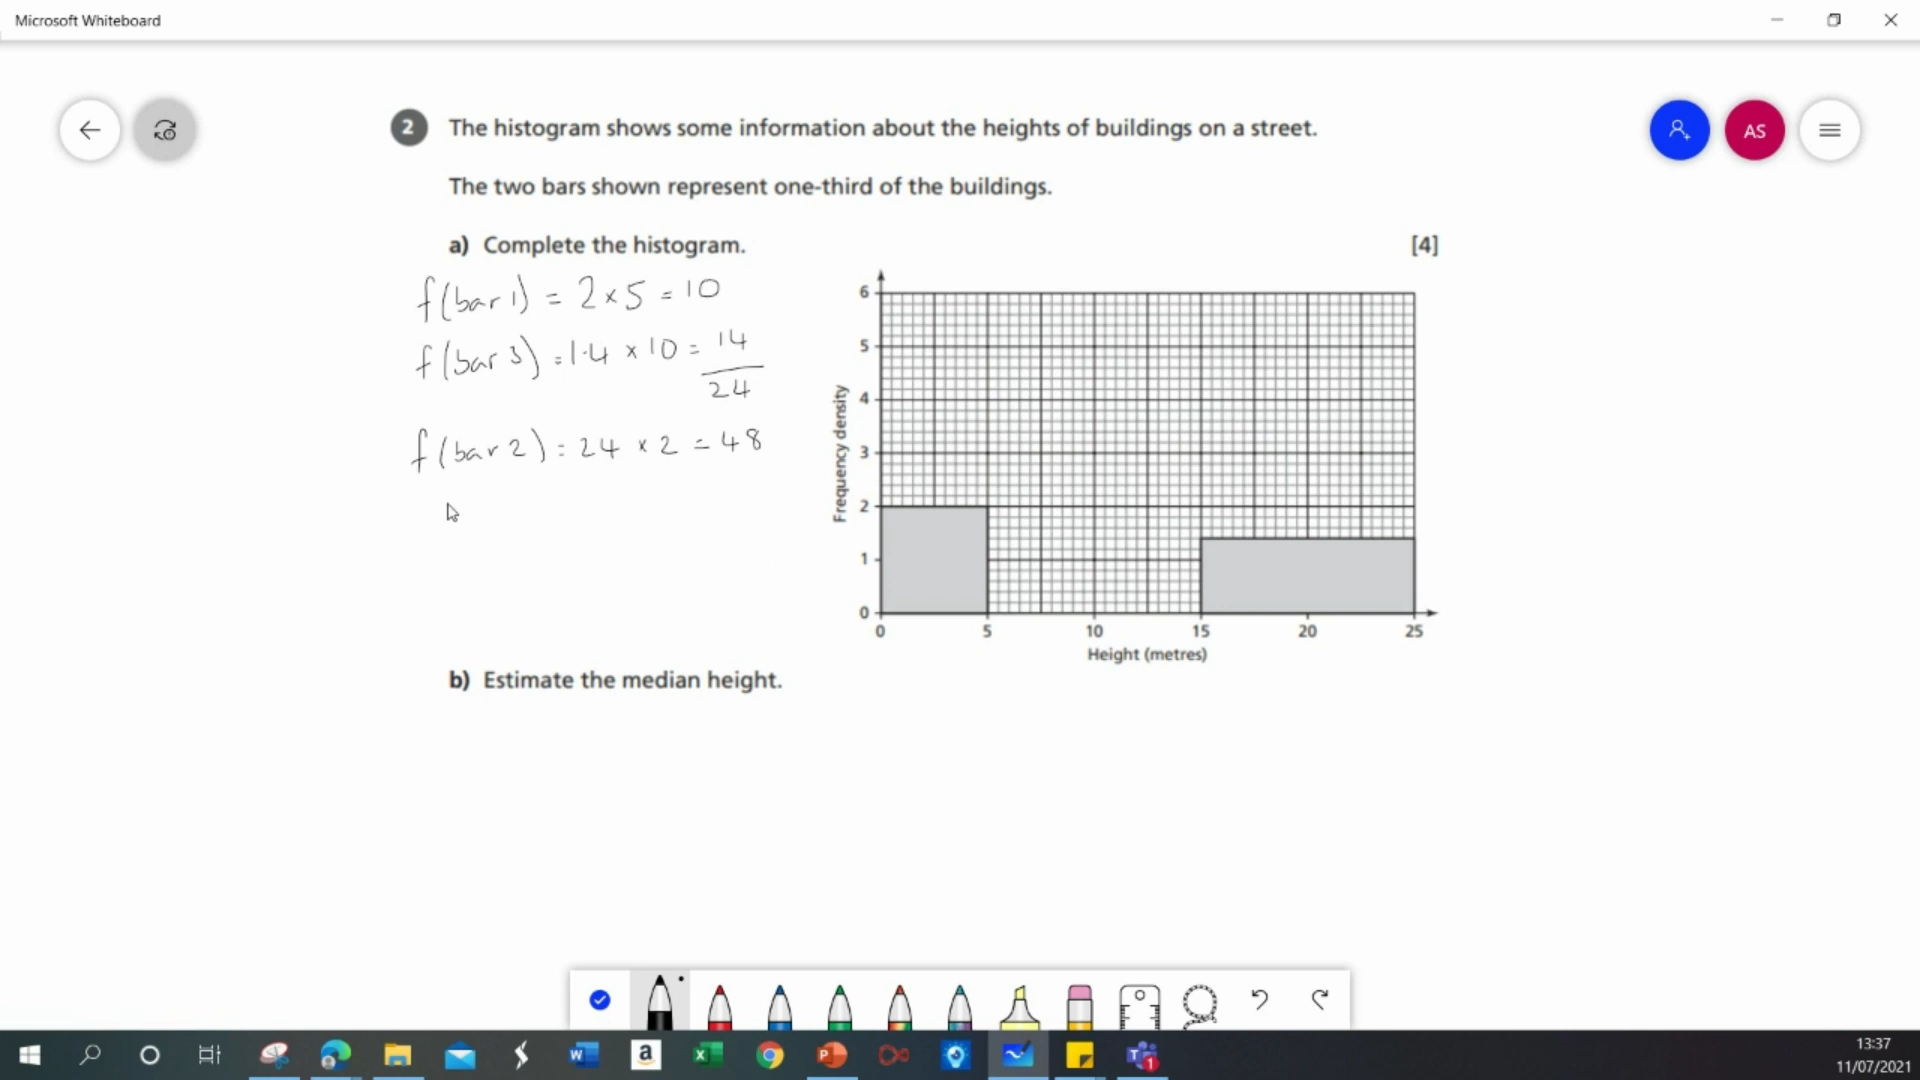 Microsoft Whiteboard
AS
2 The histogram shows some information about the heights of buildings on a street.
The two bars shown represent one-third of the buildings.
a) Complete the histogram. [4]
f(bar 1) = 2 × 5 = 10
f(bar 3) = 1·4 × 10 = 14
24
f(bar 2) = 24 × 2 = 48
6
5
4
3
2
1
0
Frequency density
0 5 10 15 20 25
Height (metres)
b) Estimate the median height.
13:37
11/07/2021